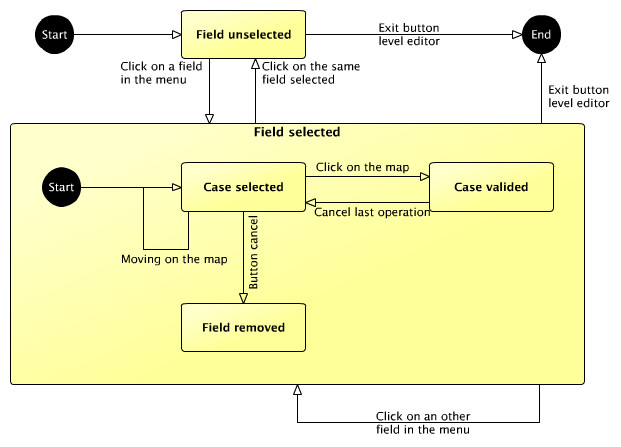 Start
Field unselected
Exit button
level editor
End
Click on a field
in the menu
Click on the same
field selected
Exit button
level editor
Field selected
Start
Case selected
Click on the map
Case valided
Cancel last operation
Moving on the map
Button cancel
Field removed
Click on an other
field in the menu